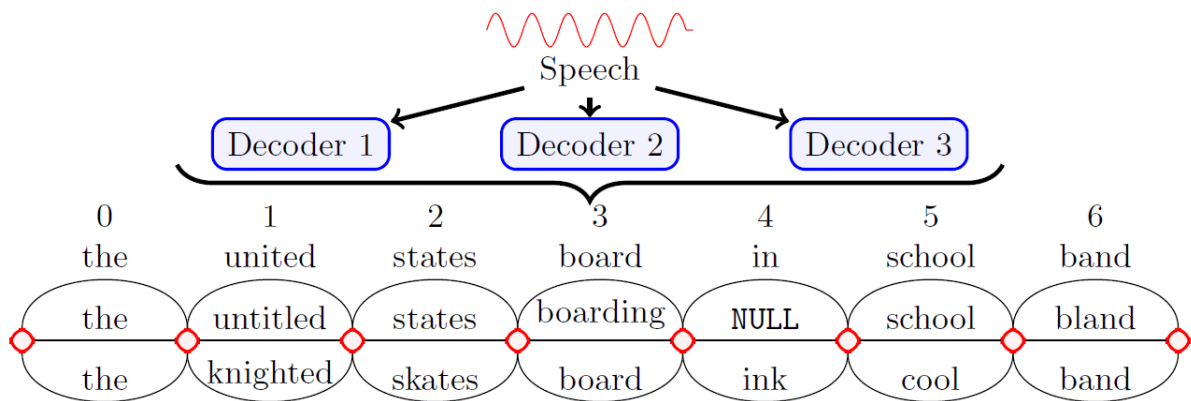 Speech
Decoder 1 Decoder 2 Decoder 3
0 1 2 3 4 5 6
the united states board in school band
the untitled states boarding NULL school bland
the knighted skates board ink cool band